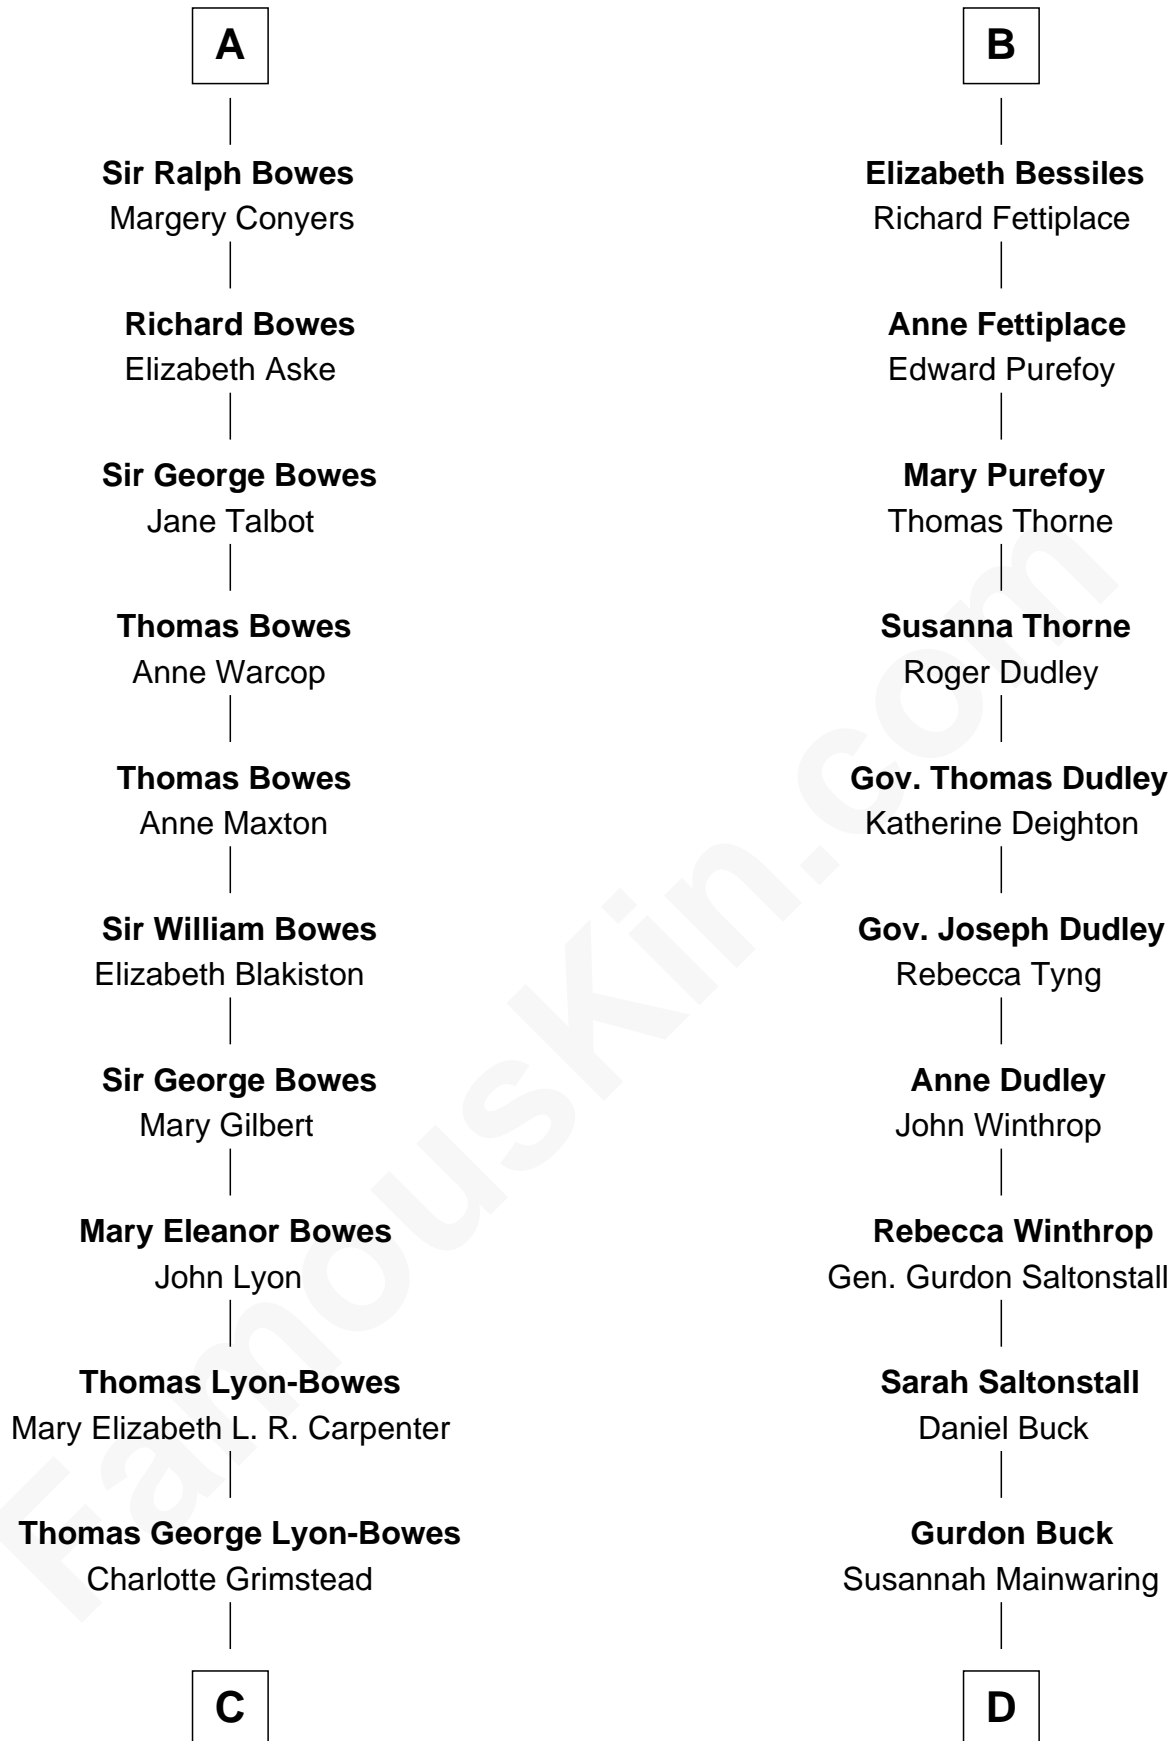 A
Sir Ralph Bowes
Margery Conyers
Richard Bowes
Elizabeth Aske
Sir George Bowes
Jane Talbot
Thomas Bowes
Anne Warcop
Thomas Bowes
Anne Maxton
Sir William Bowes
Elizabeth Blakiston
Sir George Bowes
Mary Gilbert
Mary Eleanor Bowes
John Lyon
Thomas Lyon-Bowes
Mary Elizabeth L. R. Carpenter
Thomas George Lyon-Bowes
Charlotte Grimstead
C
B
Elizabeth Bessiles
Richard Fettiplace
Anne Fettiplace
Edward Purefoy
Mary Purefoy
Thomas Thorne
Susanna Thorne
Roger Dudley
Gov. Thomas Dudley
Katherine Deighton
Gov. Joseph Dudley
Rebecca Tyng
Anne Dudley
John Winthrop
Rebecca Winthrop
Gen. Gurdon Saltonstall
Sarah Saltonstall
Daniel Buck
Gurdon Buck
Susannah Mainwaring
D
FamousKin.com